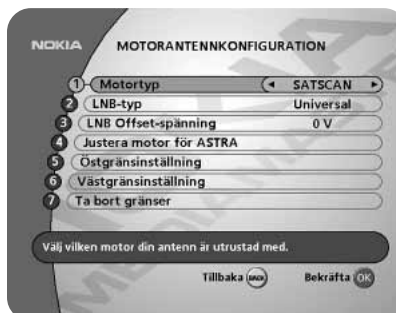 NOKIA MOTORANTENNKONFIGURATION
1 Motortyp SATSCAN
2 LNB-typ Universal
3 LNB Offset-spänning 0 V
4 Justera motor för ASTRA
5 Östgränsinställning
6 Västgränsinställning
7 Ta bort gränser
Välj vilken motor din antenn är utrustad med.
Tillbaka BACK Bekräfta OK